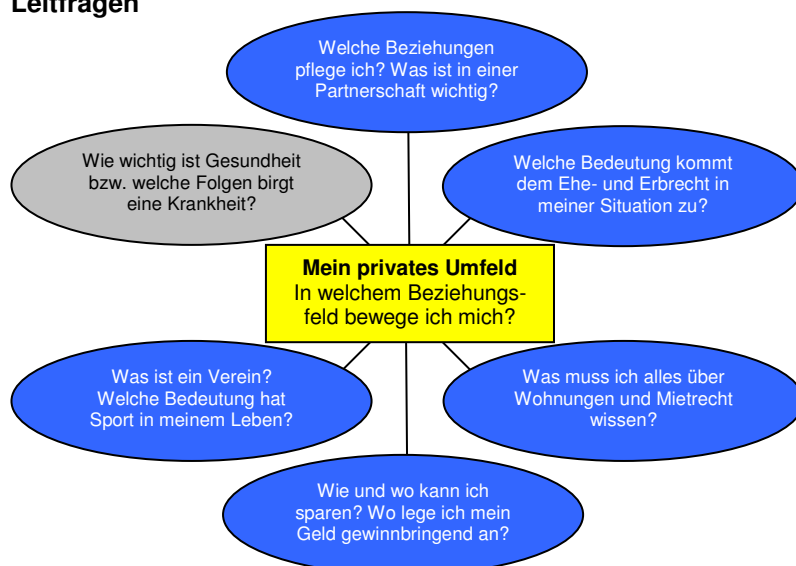 Leitfragen
Welche Beziehungen
pflege ich? Was ist in einer
Partnerschaft wichtig?
Wie wichtig ist Gesundheit
bzw. welche Folgen birgt
eine Krankheit?
Welche Bedeutung kommt
dem Ehe- und Erbrecht in
meiner Situation zu?
Mein privates Umfeld
In welchem Beziehungs-
feld bewege ich mich?
Was ist ein Verein?
Welche Bedeutung hat
Sport in meinem Leben?
Was muss ich alles über
Wohnungen und Mietrecht
wissen?
Wie und wo kann ich
sparen? Wo lege ich mein
Geld gewinnbringend an?